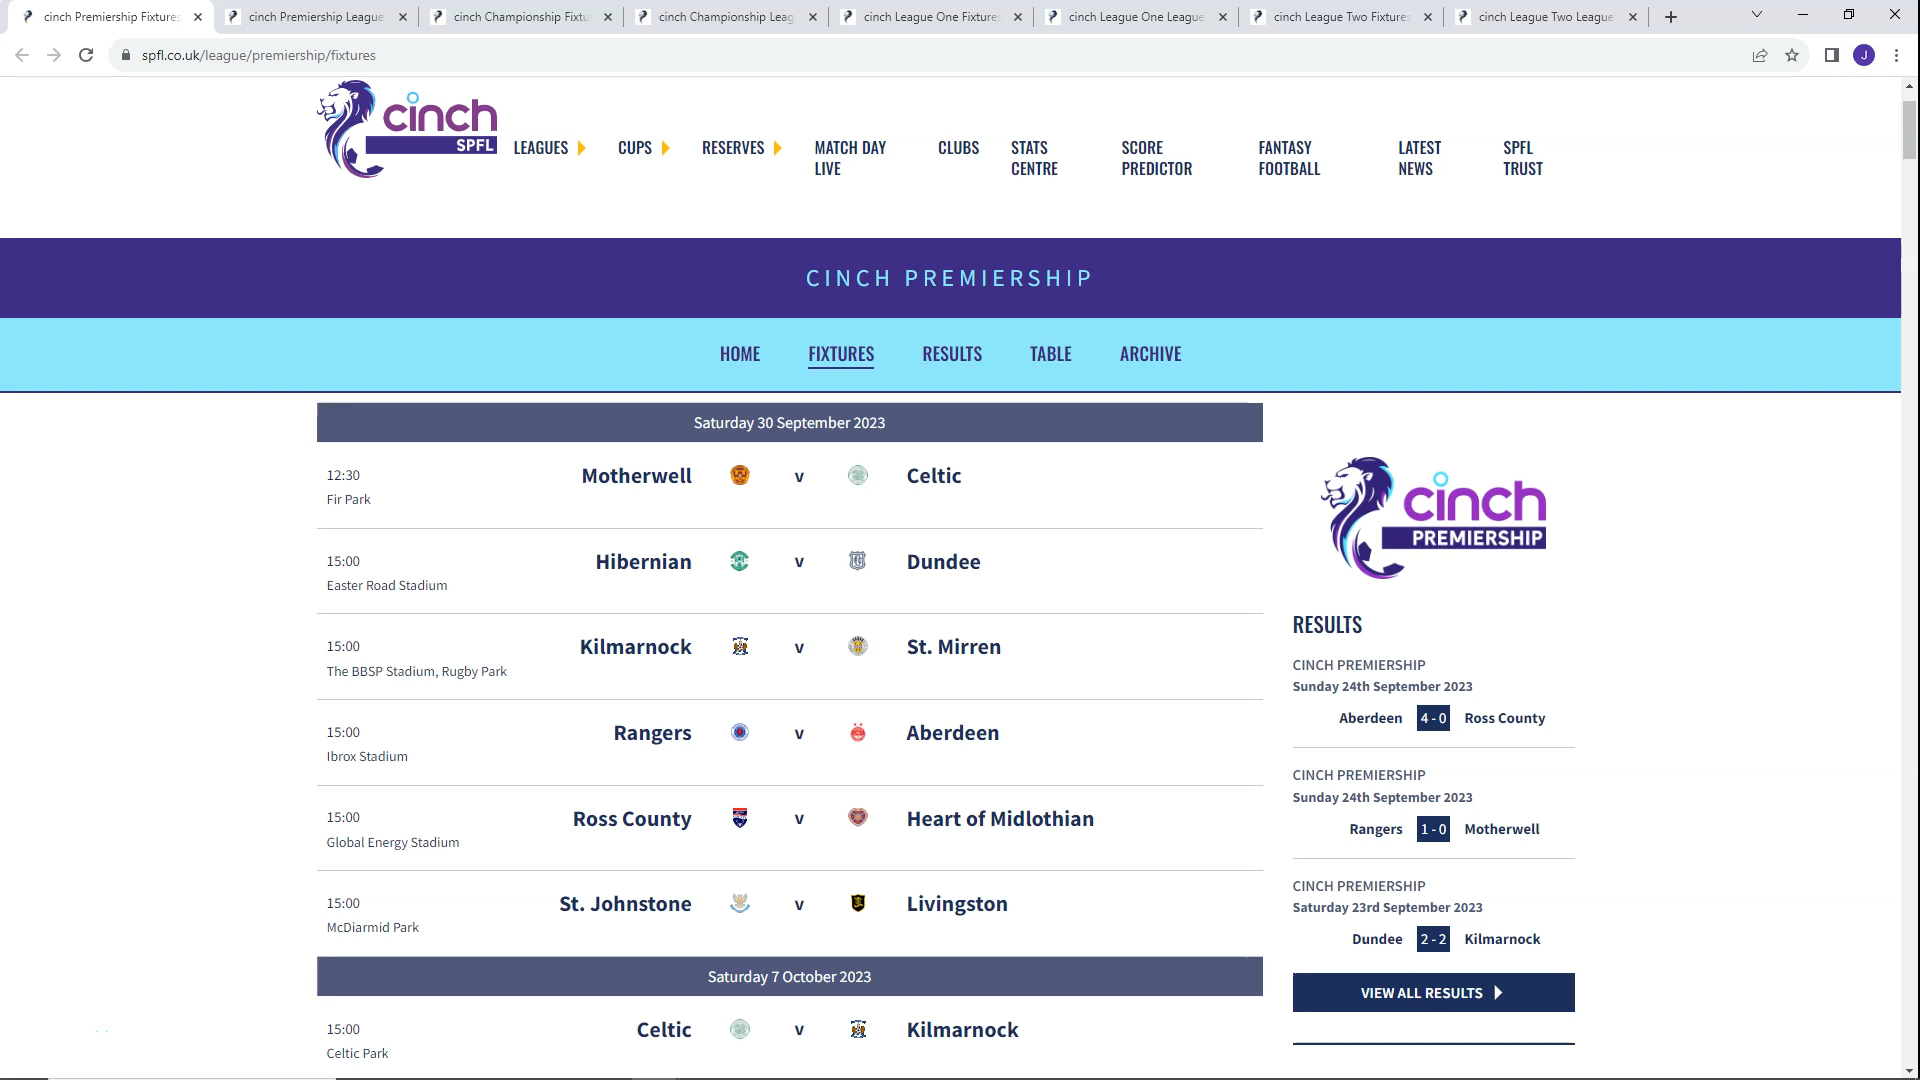 cinch Premiership Fixtures
cinch Premiership League
cinch Championship Fixtu
cinch Championship Leag
cinch League One Fixtures
cinch League One League
cinch League Two Fixtures
cinch League Two League
spfl.co.uk/league/premiership/fixtures
J
cinch
SPFL
LEAGUES
CUPS
RESERVES
MATCH DAY
LIVE
CLUBS
STATS
CENTRE
SCORE
PREDICTOR
FANTASY
FOOTBALL
LATEST
NEWS
SPFL
TRUST
CINCH PREMIERSHIP
HOME FIXTURES RESULTS TABLE ARCHIVE
Saturday 30 September 2023
12:30
Fir Park
Motherwell v Celtic
15:00
Easter Road Stadium
Hibernian v Dundee
15:00
The BBSP Stadium, Rugby Park
Kilmarnock v St. Mirren
15:00
Ibrox Stadium
Rangers v Aberdeen
15:00
Global Energy Stadium
Ross County v Heart of Midlothian
15:00
McDiarmid Park
St. Johnstone v Livingston
Saturday 7 October 2023
15:00
Celtic Park
Celtic v Kilmarnock
cinch
PREMIERSHIP
RESULTS
CINCH PREMIERSHIP
Sunday 24th September 2023
Aberdeen 4 - 0 Ross County
CINCH PREMIERSHIP
Sunday 24th September 2023
Rangers 1 - 0 Motherwell
CINCH PREMIERSHIP
Saturday 23rd September 2023
Dundee 2 - 2 Kilmarnock
VIEW ALL RESULTS